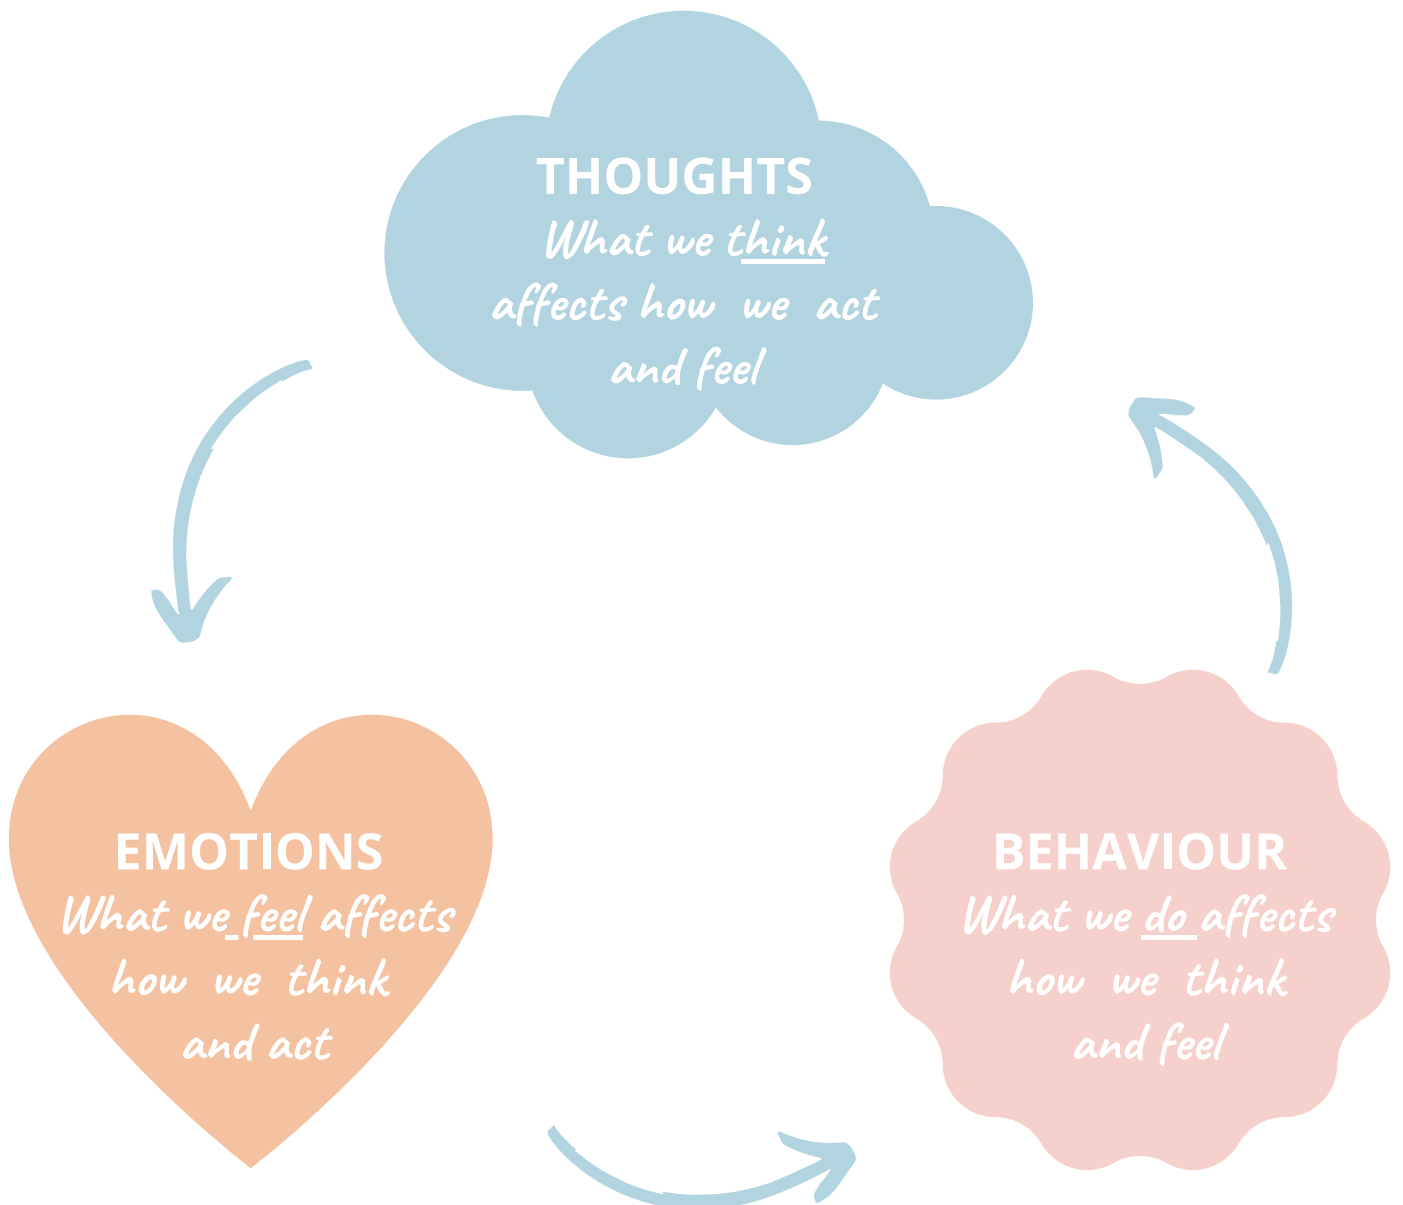 THOUGHTS
What we think
affects how we act
and feel
EMOTIONS
What we feel affects
how we think
and act
BEHAVIOUR
What we do affects
how we think
and feel